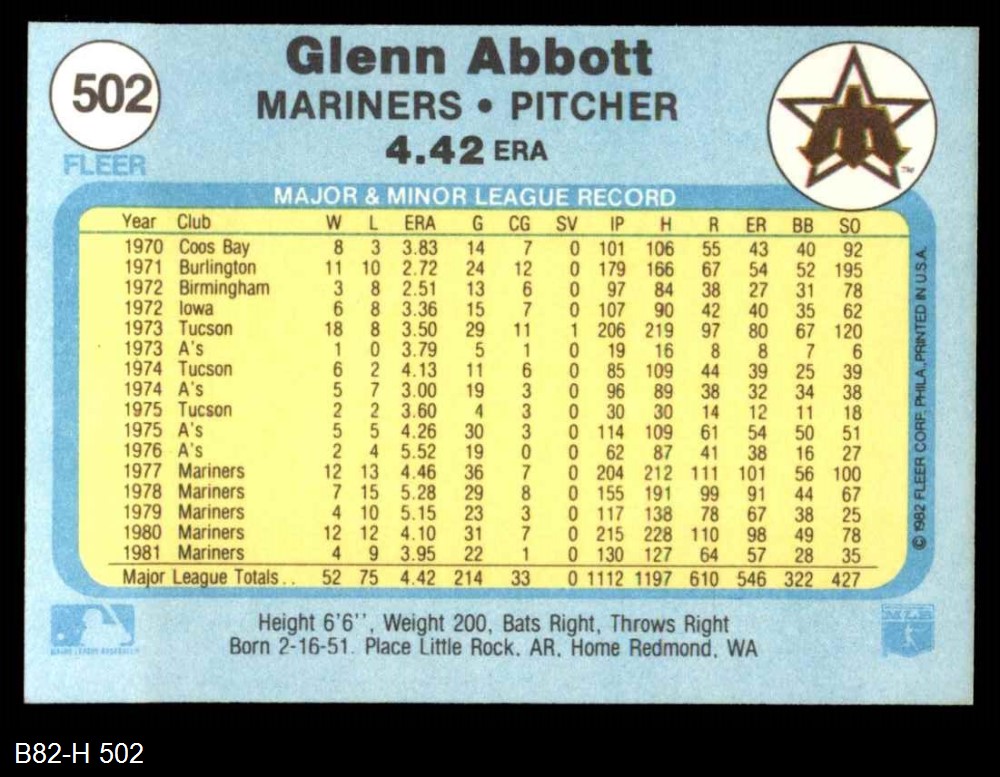 502
FLEER
Glenn Abbott
MARINERS • PITCHER
4.42 ERA
TM
MAJOR & MINOR LEAGUE RECORD
Year Club W L ERA G CG SV IP H R ER BB SO
1970 Coos Bay 8 3 3.83 14 7 0 101 106 55 43 40 92
1971 Burlington 11 10 2.72 24 12 0 179 166 67 54 52 195
1972 Birmingham 3 8 2.51 13 6 0 97 84 38 27 31 78
1972 Iowa 6 8 3.36 15 7 0 107 90 42 40 35 62
1973 Tucson 18 8 3.50 29 11 1 206 219 97 80 67 120
1973 A's 1 0 3.79 5 1 0 19 16 8 8 7 6
1974 Tucson 6 2 4.13 11 6 0 85 109 44 39 25 39
1974 A's 5 7 3.00 19 3 0 96 89 38 32 34 38
1975 Tucson 2 2 3.60 4 3 0 30 30 14 12 11 18
1975 A's 5 5 4.26 30 3 0 114 109 61 54 50 51
1976 A's 2 4 5.52 19 0 0 62 87 41 38 16 27
1977 Mariners 12 13 4.46 36 7 0 204 212 111 101 56 100
1978 Mariners 7 15 5.28 29 8 0 155 191 99 91 44 67
1979 Mariners 4 10 5.15 23 3 0 117 138 78 67 38 25
1980 Mariners 12 12 4.10 31 7 0 215 228 110 98 49 78
1981 Mariners 4 9 3.95 22 1 0 130 127 64 57 28 35
Major League Totals.. 52 75 4.42 214 33 0 1112 1197 610 546 322 427
© 1982 FLEER CORP. PHILA., PRINTED IN U.S.A.
Height 6'6'', Weight 200, Bats Right, Throws Right
Born 2-16-51. Place Little Rock, AR, Home Redmond, WA
MAJOR LEAGUE BASEBALL
B82-H 502